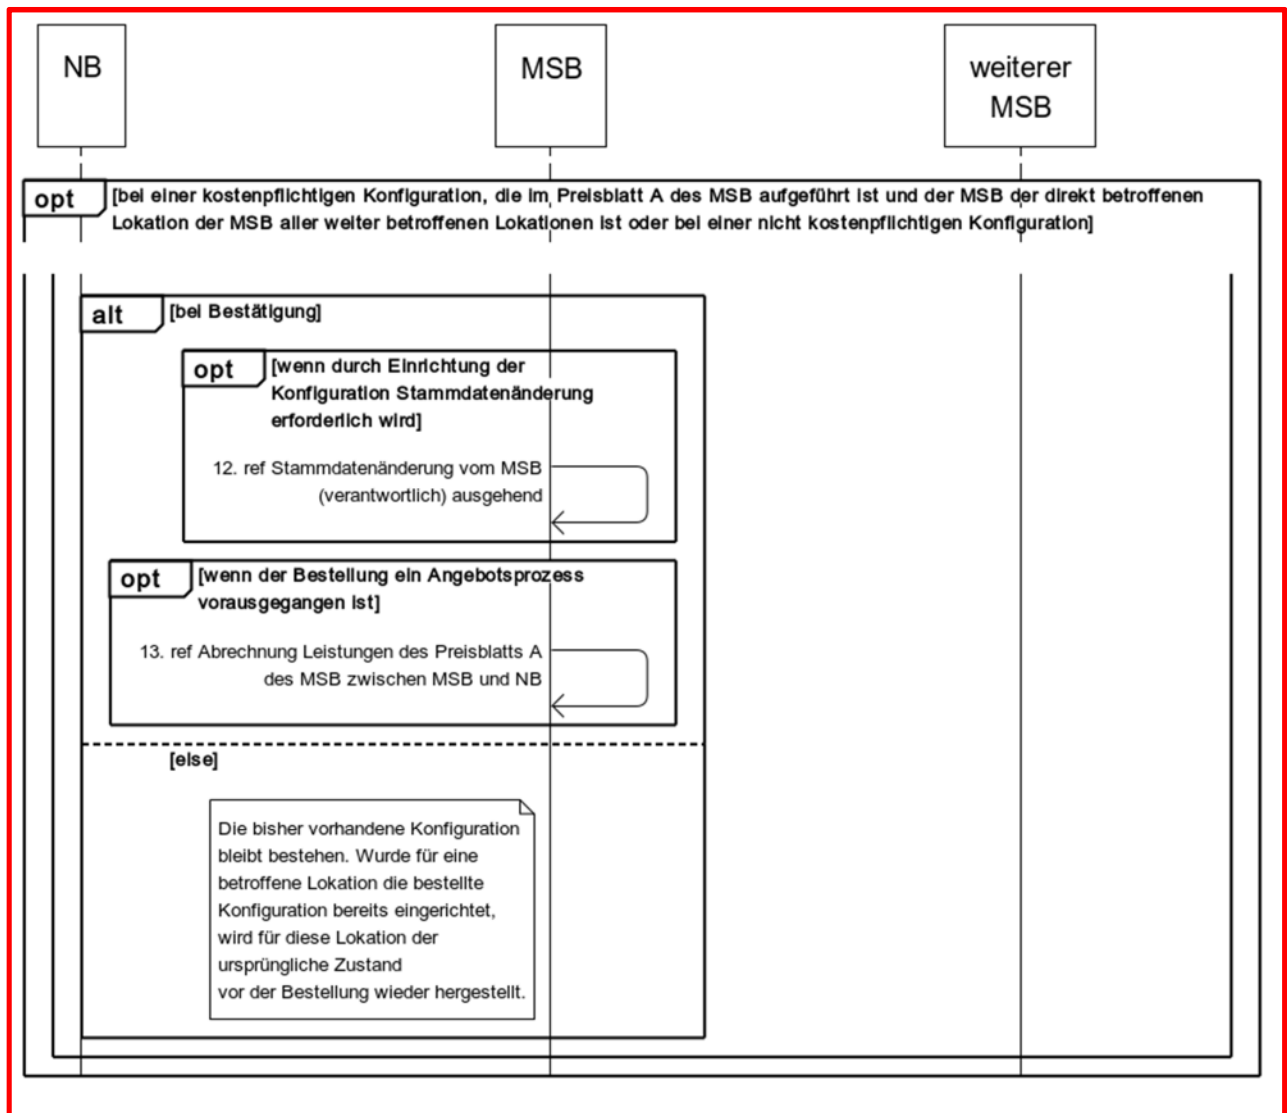 NB
MSB
weiterer
MSB
opt
[bei einer kostenpflichtigen Konfiguration, die im Preisblatt A des MSB aufgeführt ist und der MSB der direkt betroffenen
Lokation der MSB aller weiter betroffenen Lokationen ist oder bei einer nicht kostenpflichtigen Konfiguration]
alt
[bei Bestätigung]
opt
[wenn durch Einrichtung der
Konfiguration Stammdatenänderung
erforderlich wird]
12. ref Stammdatenänderung vom MSB
(verantwortlich) ausgehend
opt
[wenn der Bestellung ein Angebotsprozess
vorausgegangen ist]
13. ref Abrechnung Leistungen des Preisblatts A
des MSB zwischen MSB und NB
[else]
Die bisher vorhandene Konfiguration
bleibt bestehen. Wurde für eine
betroffene Lokation die bestellte
Konfiguration bereits eingerichtet,
wird für diese Lokation der
ursprüngliche Zustand
vor der Bestellung wieder hergestellt.